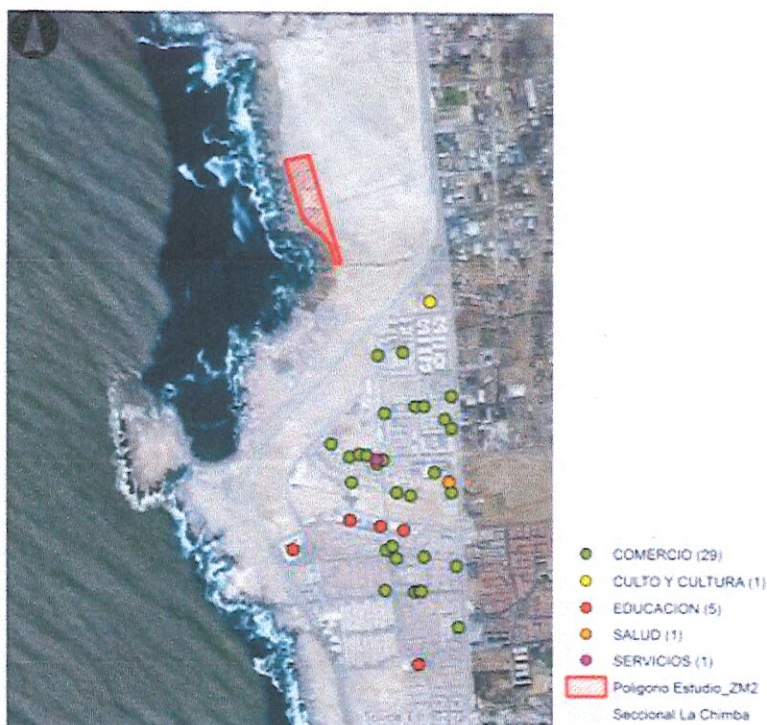 COMERCIO (29)
CULTO Y CULTURA (1)
EDUCACION (5)
SALUD (1)
SERVICIOS (1)
Poligono Estudio_ZM2
Seccional La Chimba